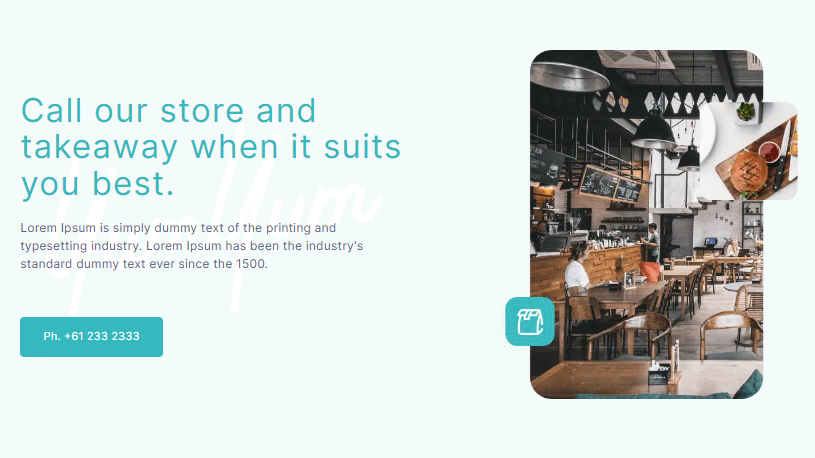 Call our store and
takeaway when it suits
you best.
Yum Yum
Lorem Ipsum is simply dummy text of the printing and
typesetting industry. Lorem Ipsum has been the industry's
standard dummy text ever since the 1500.
Ph. +61 233 2333